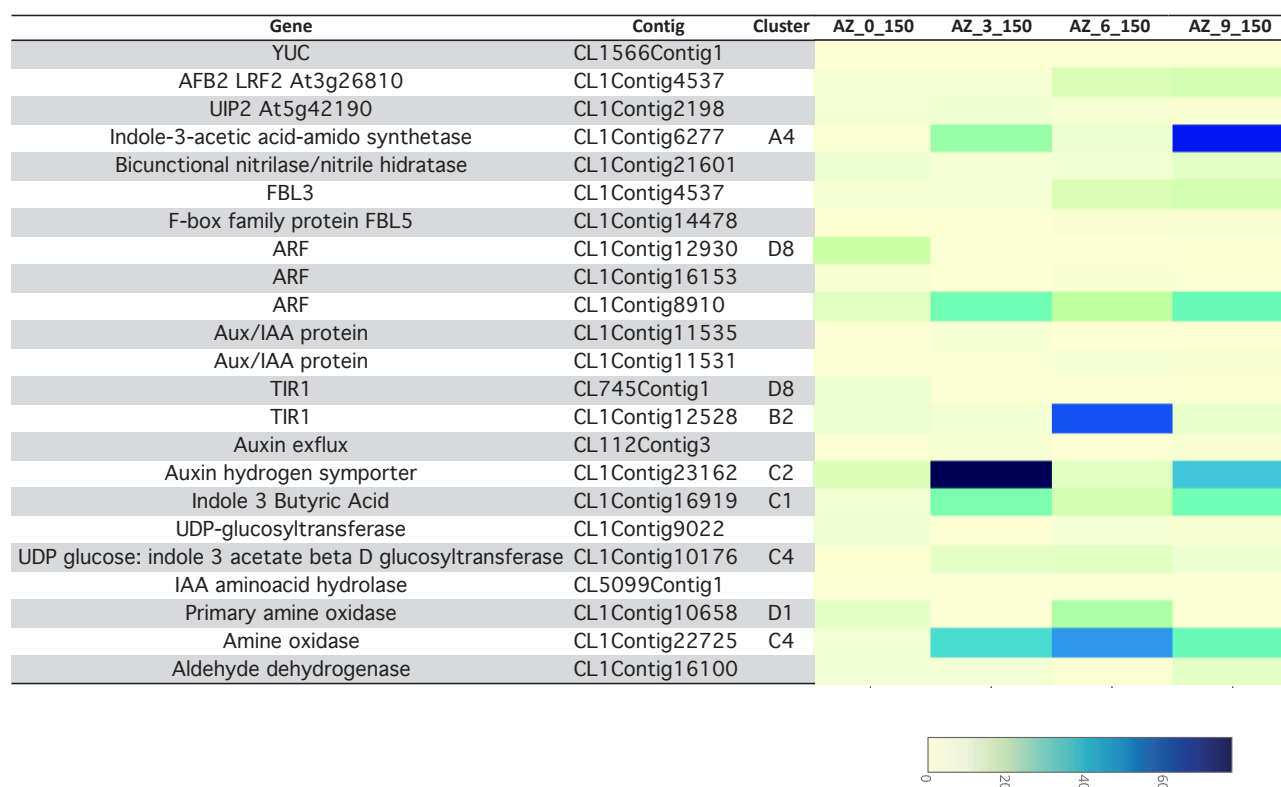 Gene Contig Cluster AZ_0_150 AZ_3_150 AZ_6_150 AZ_9_150
YUC CL1566Contig1
AFB2 LRF2 At3g26810 CL1Contig4537
UIP2 At5g42190 CL1Contig2198
Indole-3-acetic acid-amido synthetase CL1Contig6277 A4
Bicunctional nitrilase/nitrile hidratase CL1Contig21601
FBL3 CL1Contig4537
F-box family protein FBL5 CL1Contig14478
ARF CL1Contig12930 D8
ARF CL1Contig16153
ARF CL1Contig8910
Aux/IAA protein CL1Contig11535
Aux/IAA protein CL1Contig11531
TIR1 CL745Contig1 D8
TIR1 CL1Contig12528 B2
Auxin exflux CL112Contig3
Auxin hydrogen symporter CL1Contig23162 C2
Indole 3 Butyric Acid CL1Contig16919 C1
UDP-glucosyltransferase CL1Contig9022
UDP glucose: indole 3 acetate beta D glucosyltransferase CL1Contig10176 C4
IAA aminoacid hydrolase CL5099Contig1
Primary amine oxidase CL1Contig10658 D1
Amine oxidase CL1Contig22725 C4
Aldehyde dehydrogenase CL1Contig16100
0 20 40 60